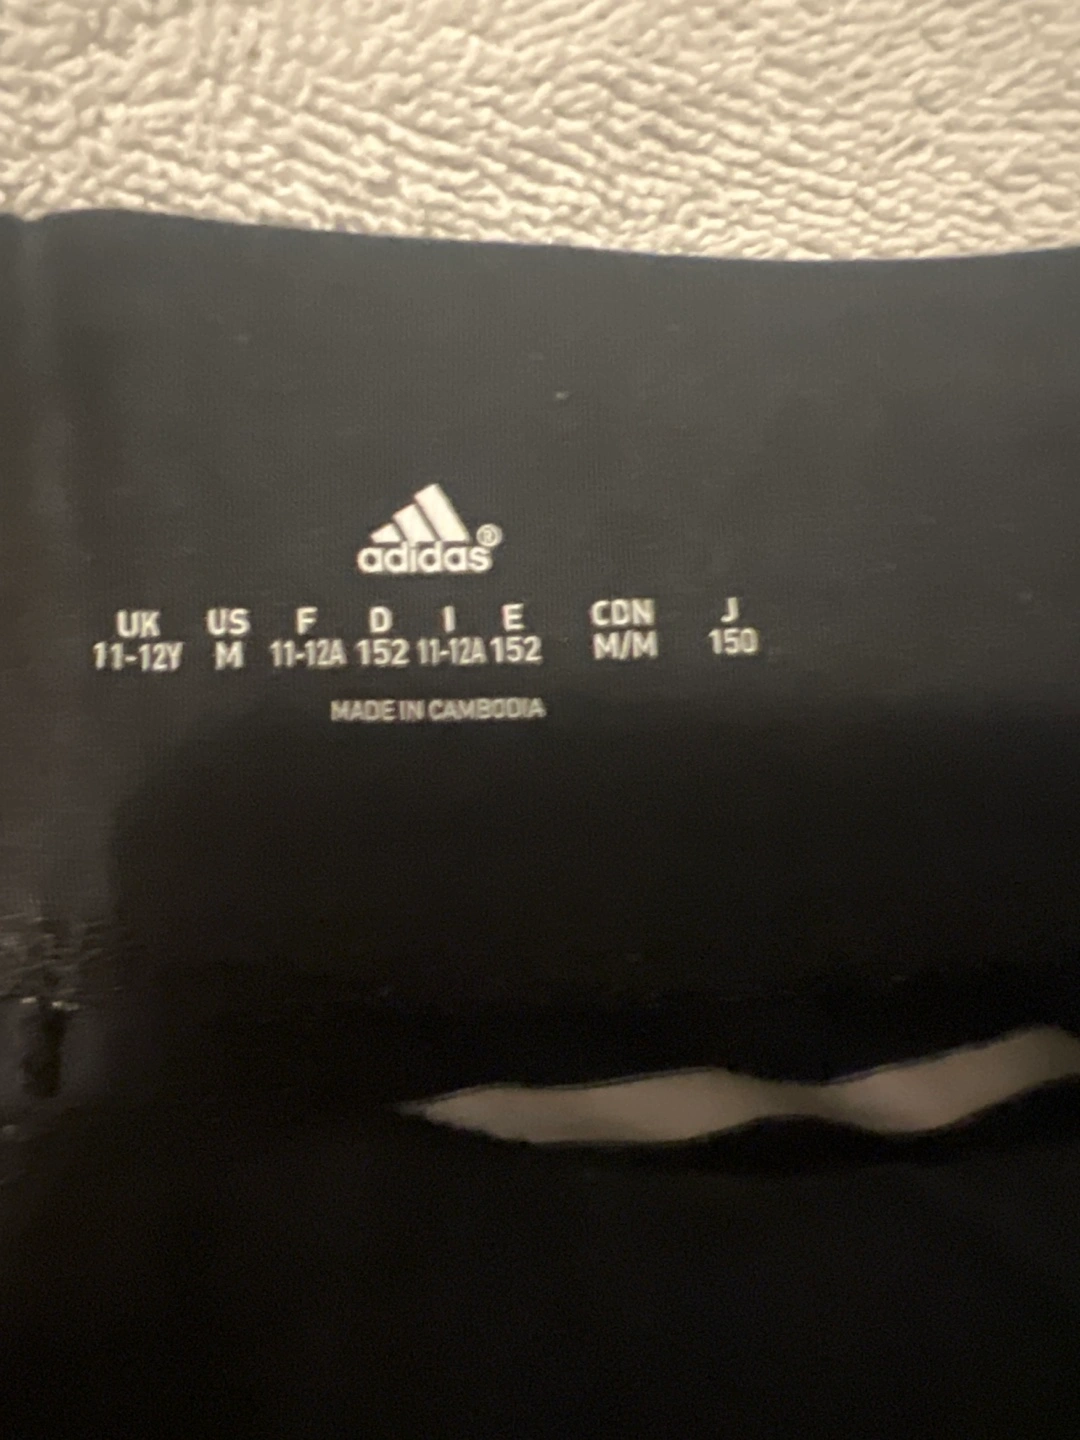 adidas®
UK US F D I E CDN J
11-12Y M 11-12A 152 11-12A 152 M/M 150
MADE IN CAMBODIA